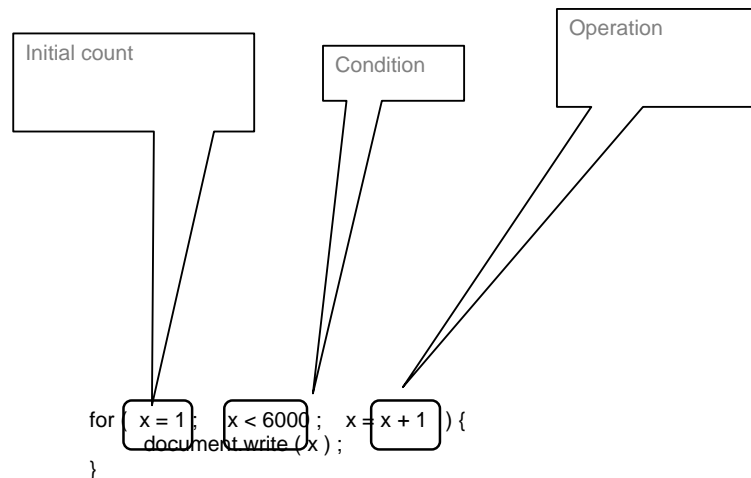 Operation
Initial count
Condition
for ( x = 1 ; x < 6000 ; x = x + 1 ) {
document.write ( x ) ;
}